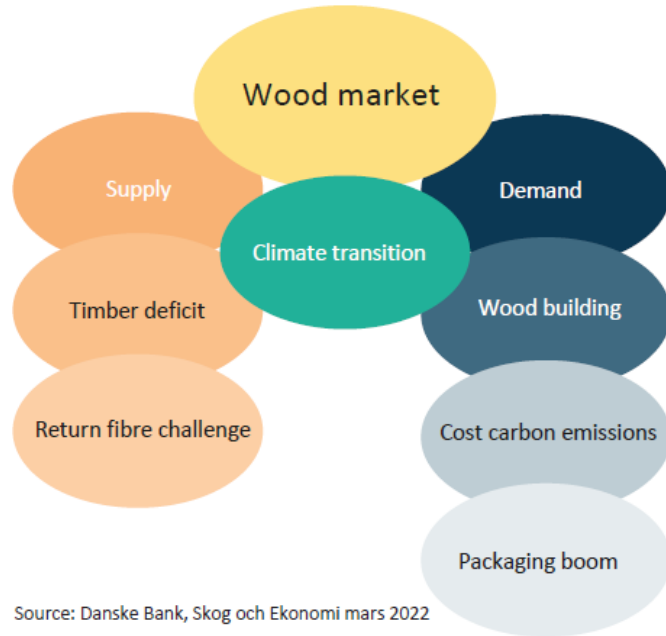 Wood market
Supply
Demand
Climate transition
Timber deficit
Wood building
Return fibre challenge
Cost carbon emissions
Packaging boom
Source: Danske Bank, Skog och Ekonomi mars 2022